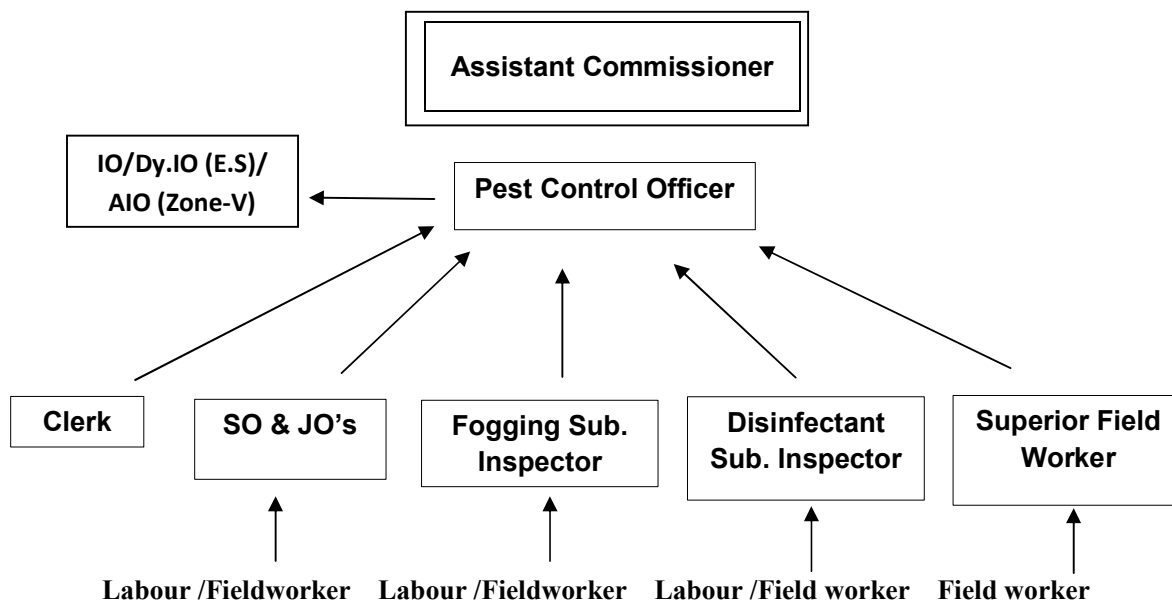 Assistant Commissioner
IO/Dy.IO (E.S)/
AIO (Zone-V)
Pest Control Officer
Clerk
SO & JO’s
Fogging Sub.
Inspector
Disinfectant
Sub. Inspector
Superior Field
Worker
Labour /Fieldworker
Labour /Fieldworker
Labour /Field worker
Field worker